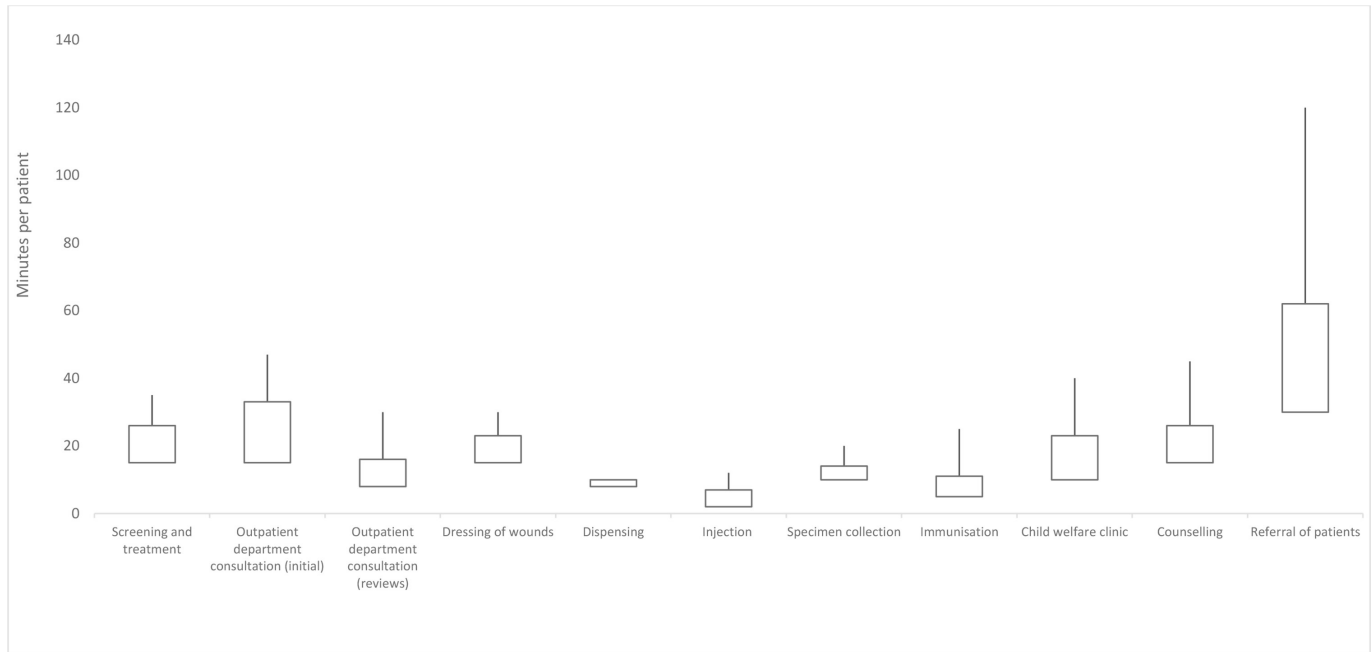 Minutes per patient
140
120
100
80
60
40
20
0
Screening and
treatment
Outpatient
department
consultation (initial)
Outpatient
department
consultation
(reviews)
Dressing of wounds
Dispensing
Injection
Specimen collection
Immunisation
Child welfare clinic
Counselling
Referral of patients